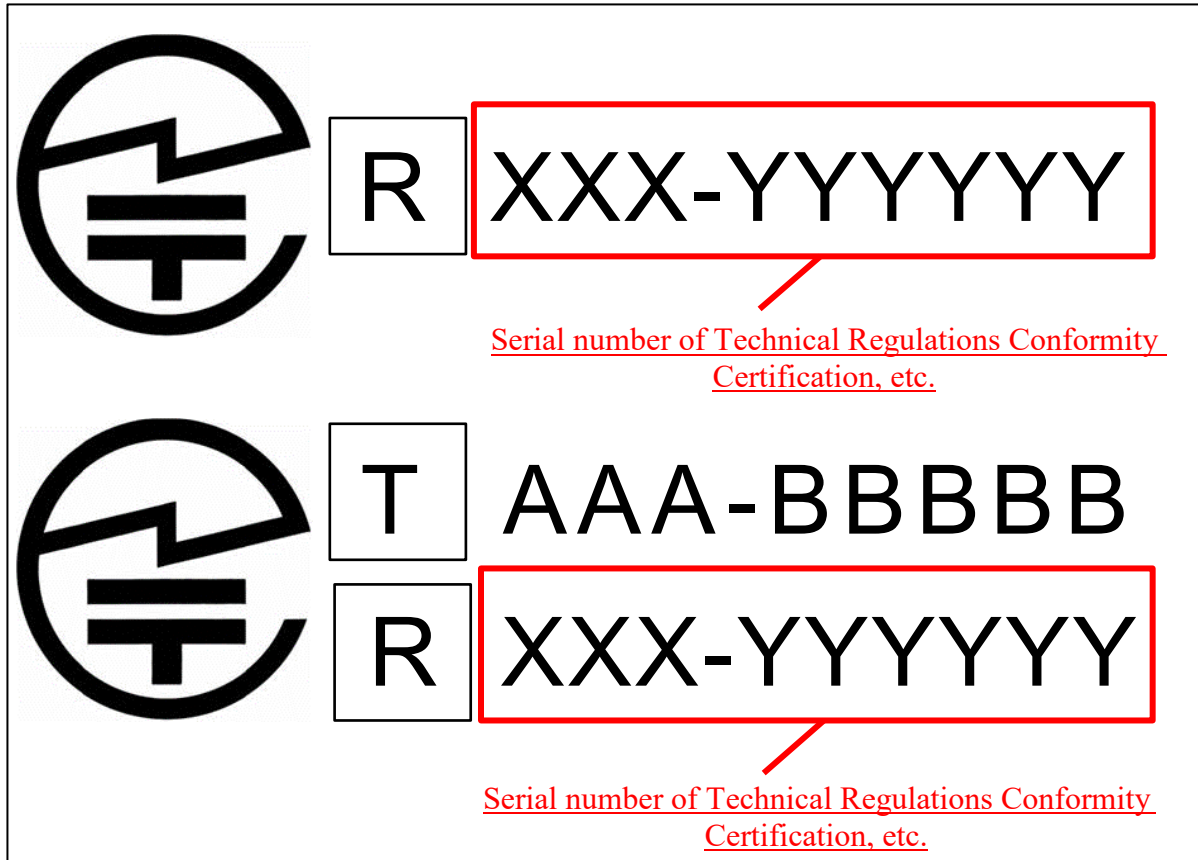 R XXX-YYYYYY
Serial number of Technical Regulations Conformity
Certification, etc.
T AAA-BBBBB
R XXX-YYYYYY
Serial number of Technical Regulations Conformity
Certification, etc.